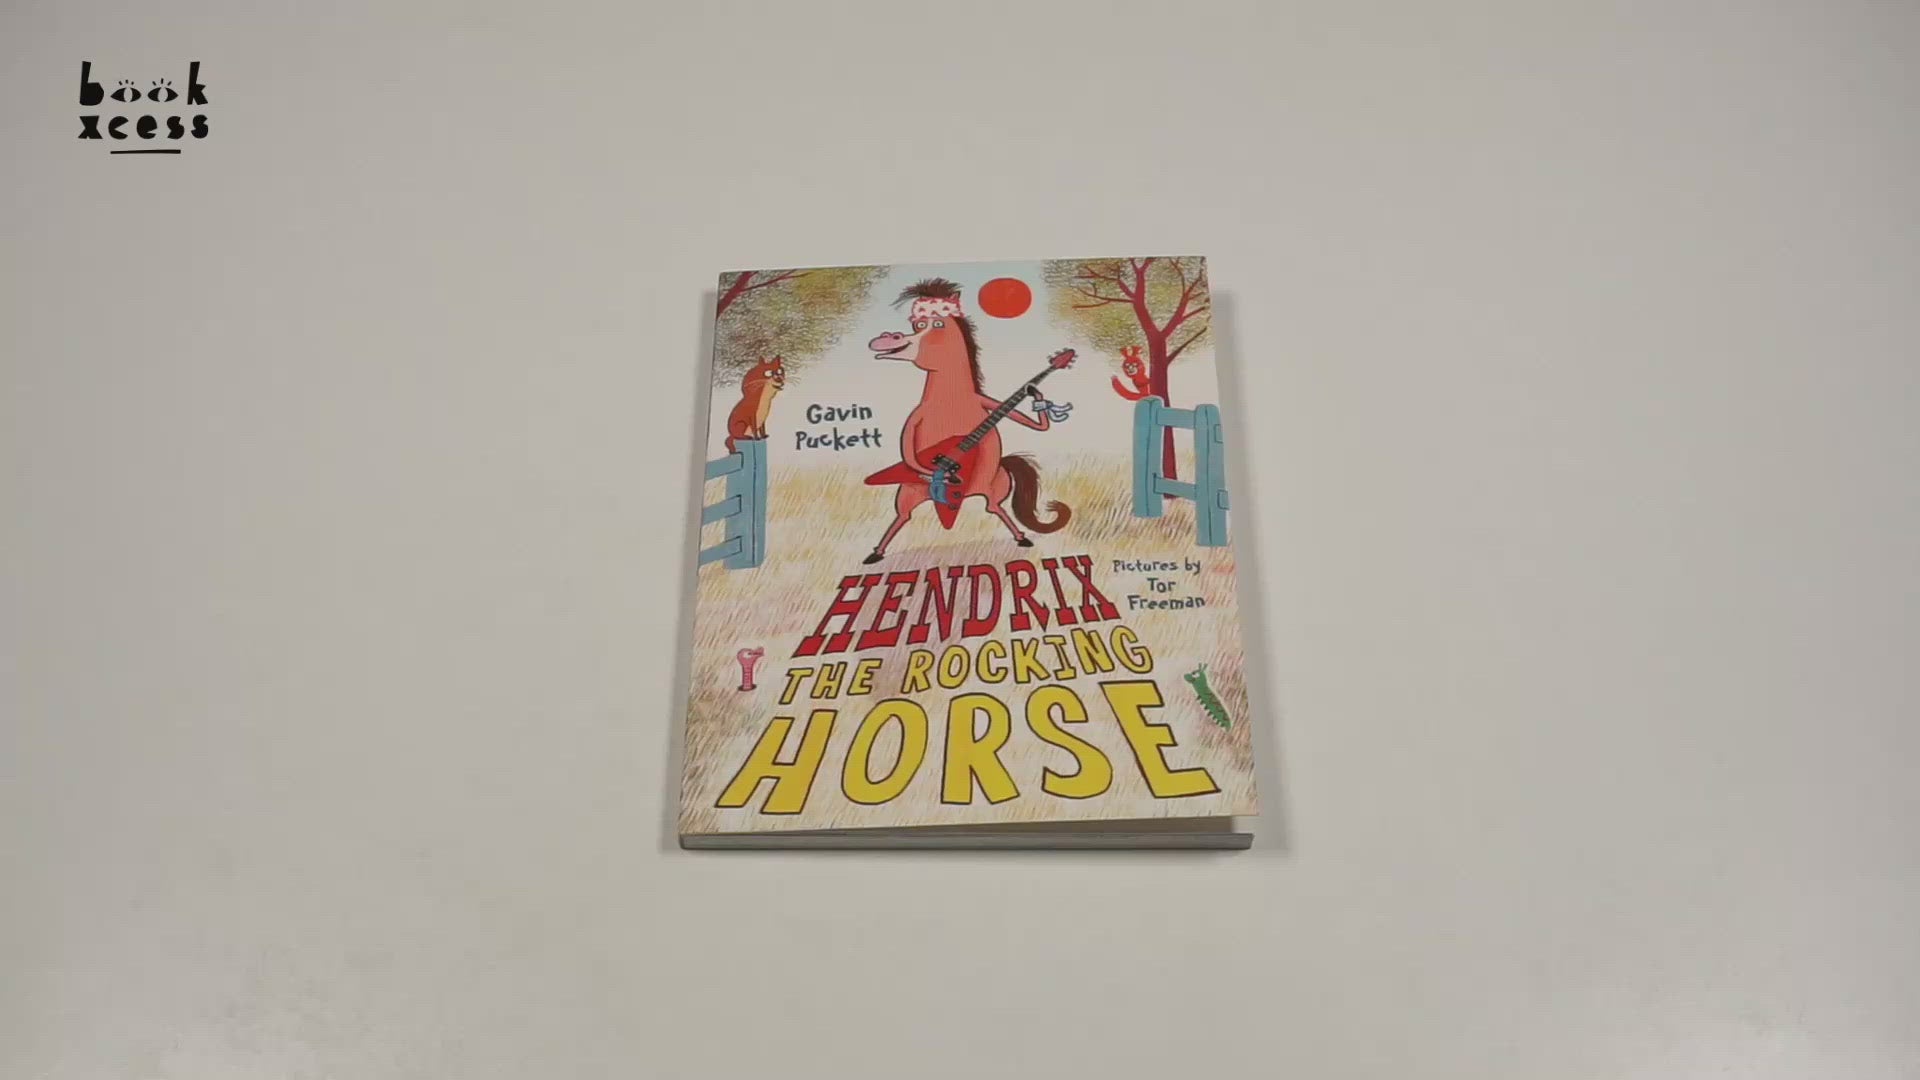 book
xcess
Gavin
Puckett
HENDRIX
THE ROCKING
HORSE
Pictures by
Tor
Freeman